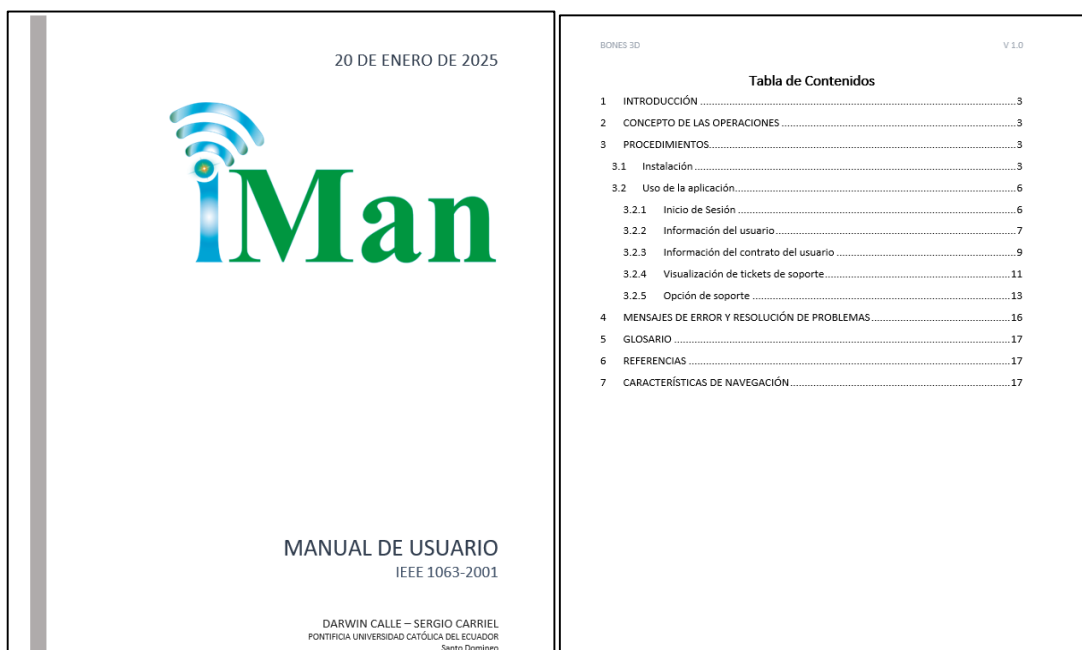 20 DE ENERO DE 2025
iMan
MANUAL DE USUARIO
IEEE 1063-2001
DARWIN CALLE – SERGIO CARRIEL
PONTIFICIA UNIVERSIDAD CATÓLICA DEL ECUADOR
Santo Domingo
BONES 3D V 1.0
Tabla de Contenidos
1 INTRODUCCIÓN 3
2 CONCEPTO DE LAS OPERACIONES 3
3 PROCEDIMIENTOS 3
3.1 Instalación 3
3.2 Uso de la aplicación 6
3.2.1 Inicio de Sesión 6
3.2.2 Información del usuario 7
3.2.3 Información del contrato del usuario 9
3.2.4 Visualización de tickets de soporte 11
3.2.5 Opción de soporte 13
4 MENSAJES DE ERROR Y RESOLUCIÓN DE PROBLEMAS 16
5 GLOSARIO 17
6 REFERENCIAS 17
7 CARACTERÍSTICAS DE NAVEGACIÓN 17